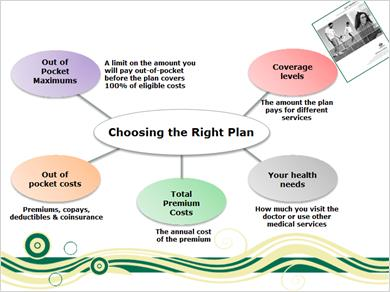 Out of
Pocket
Maximums
A limit on the amount you
will pay out-of-pocket
before the plan covers
100% of eligible costs
Coverage
levels
The amount the plan
pays for different
services
Choosing the Right Plan
Out of
pocket costs
Premiums, copays,
deductibles & coinsurance
Total
Premium
Costs
The annual cost
of the premium
Your health
needs
How much you visit the
doctor or use other
medical services